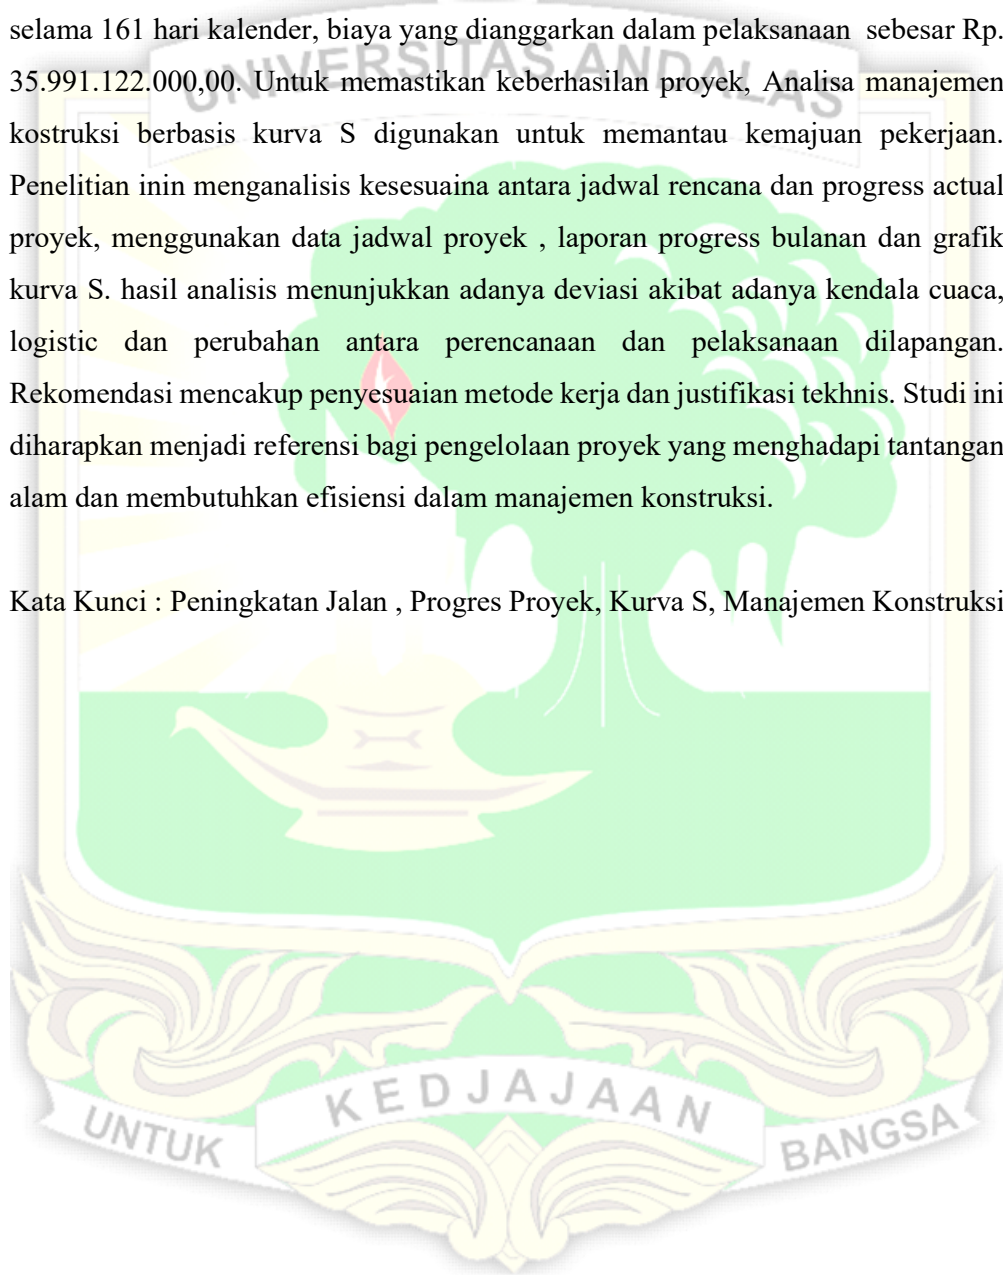 selama 161 hari kalender, biaya yang dianggarkan dalam pelaksanaan sebesar Rp.
35.991.122.000,00. Untuk memastikan keberhasilan proyek, Analisa manajemen
kostruksi berbasis kurva S digunakan untuk memantau kemajuan pekerjaan.
Penelitian inin menganalisis kesesuaina antara jadwal rencana dan progress actual
proyek, menggunakan data jadwal proyek , laporan progress bulanan dan grafik
kurva S. hasil analisis menunjukkan adanya deviasi akibat adanya kendala cuaca,
logistic dan perubahan antara perencanaan dan pelaksanaan dilapangan.
Rekomendasi mencakup penyesuaian metode kerja dan justifikasi tekhnis. Studi ini
diharapkan menjadi referensi bagi pengelolaan proyek yang menghadapi tantangan
alam dan membutuhkan efisiensi dalam manajemen konstruksi.
Kata Kunci : Peningkatan Jalan , Progres Proyek, Kurva S, Manajemen Konstruksi
UNIVERSITAS ANDALAS
UNTUK KEDJAJAAN BANGSA